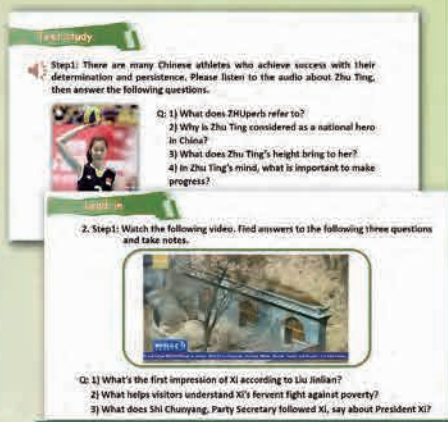 Text study
Step1: There are many Chinese athletes who achieve success with their
determination and persistence. Please listen to the audio about Zhu Ting,
then answer the following questions.
Q: 1) What does ZHUperb refer to?
2) Why is Zhu Ting considered as a national hero
in China?
3) What does Zhu Ting's height bring to her?
4) In Zhu Ting's mind, what is important to make
progress?
Lead-in
2. Step1: Watch the following video. Find answers to the following three questions
and take notes.
Q: 1) What's the first impression of Xi according to Liu Jinlian?
2) What helps visitors understand Xi's fervent fight against poverty?
3) What does Shi Chunyang, Party Secretary followed Xi, say about President Xi?